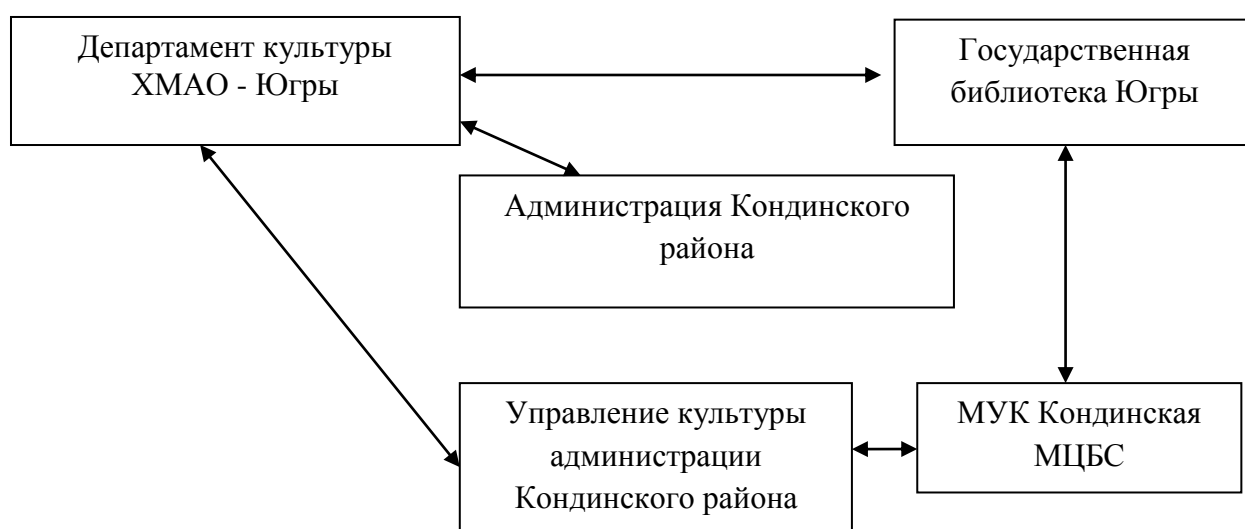 Департамент культуры
ХМАО - Югры
Государственная
библиотека Югры
Администрация Кондинского
района
Управление культуры
администрации
Кондинского района
МУК Кондинская
МЦБС